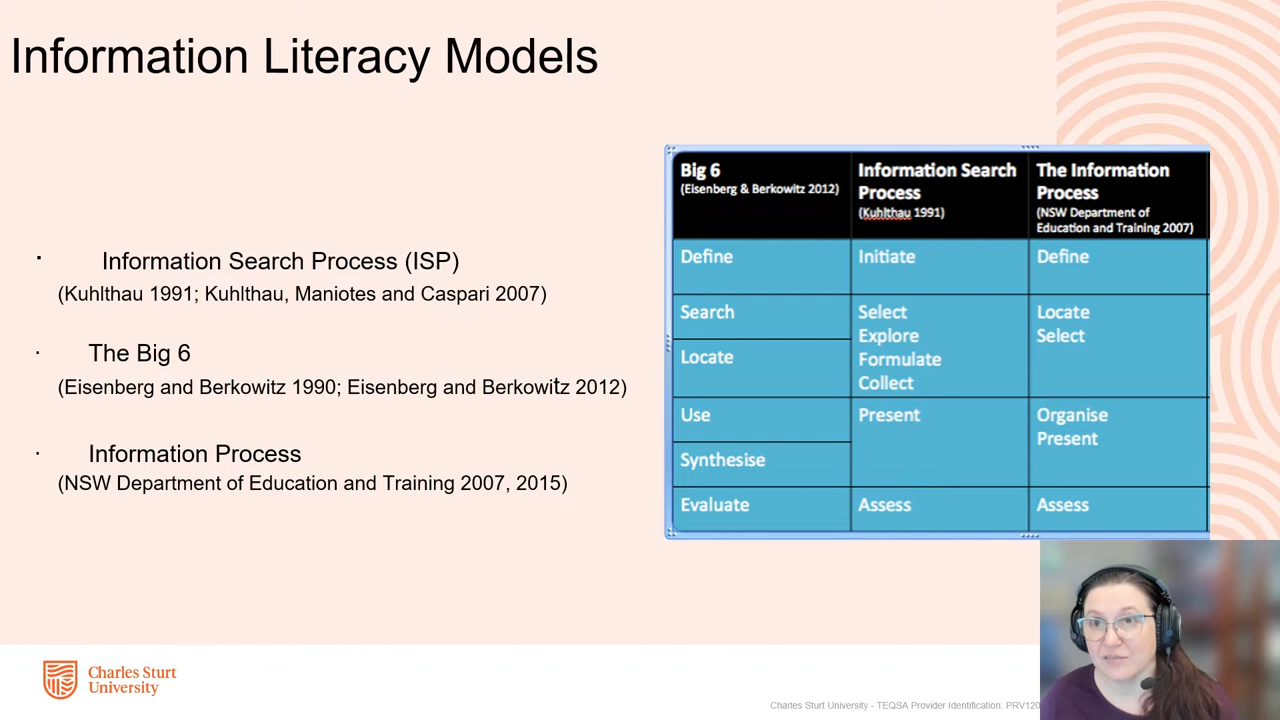 Information Literacy Models
· Information Search Process (ISP)
(Kuhlthau 1991; Kuhlthau, Maniotes and Caspari 2007)
· The Big 6
(Eisenberg and Berkowitz 1990; Eisenberg and Berkowitz 2012)
· Information Process
(NSW Department of Education and Training 2007, 2015)
Big 6
(Eisenberg & Berkowitz 2012)
Information Search
Process
(Kuhlthau 1991)
The Information
Process
(NSW Department of
Education and Training 2007)
Define
Initiate
Define
Search
Locate
Select
Explore
Formulate
Collect
Locate
Select
Use
Synthesise
Present
Organise
Present
Evaluate
Assess
Assess
Charles Sturt
University
Charles Sturt University - TEQSA Provider Identification: PRV120